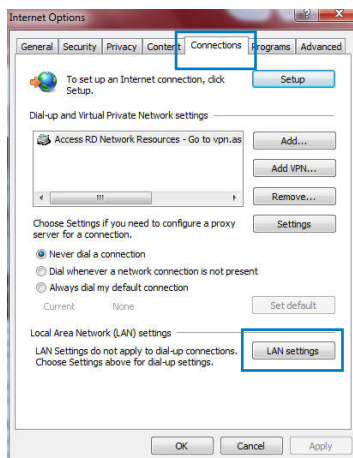 Internet Options
General Security Privacy Content Connections Programs Advanced
To set up an Internet connection, click
Setup.
Setup
Dial-up and Virtual Private Network settings
Access RD Network Resources - Go to vpn.as
Add...
Add VPN...
Remove...
Choose Settings if you need to configure a proxy
server for a connection.
Settings
Never dial a connection
Dial whenever a network connection is not present
Always dial my default connection
Current None
Set default
Local Area Network (LAN) settings
LAN Settings do not apply to dial-up connections.
Choose Settings above for dial-up settings.
LAN settings
OK Cancel Apply